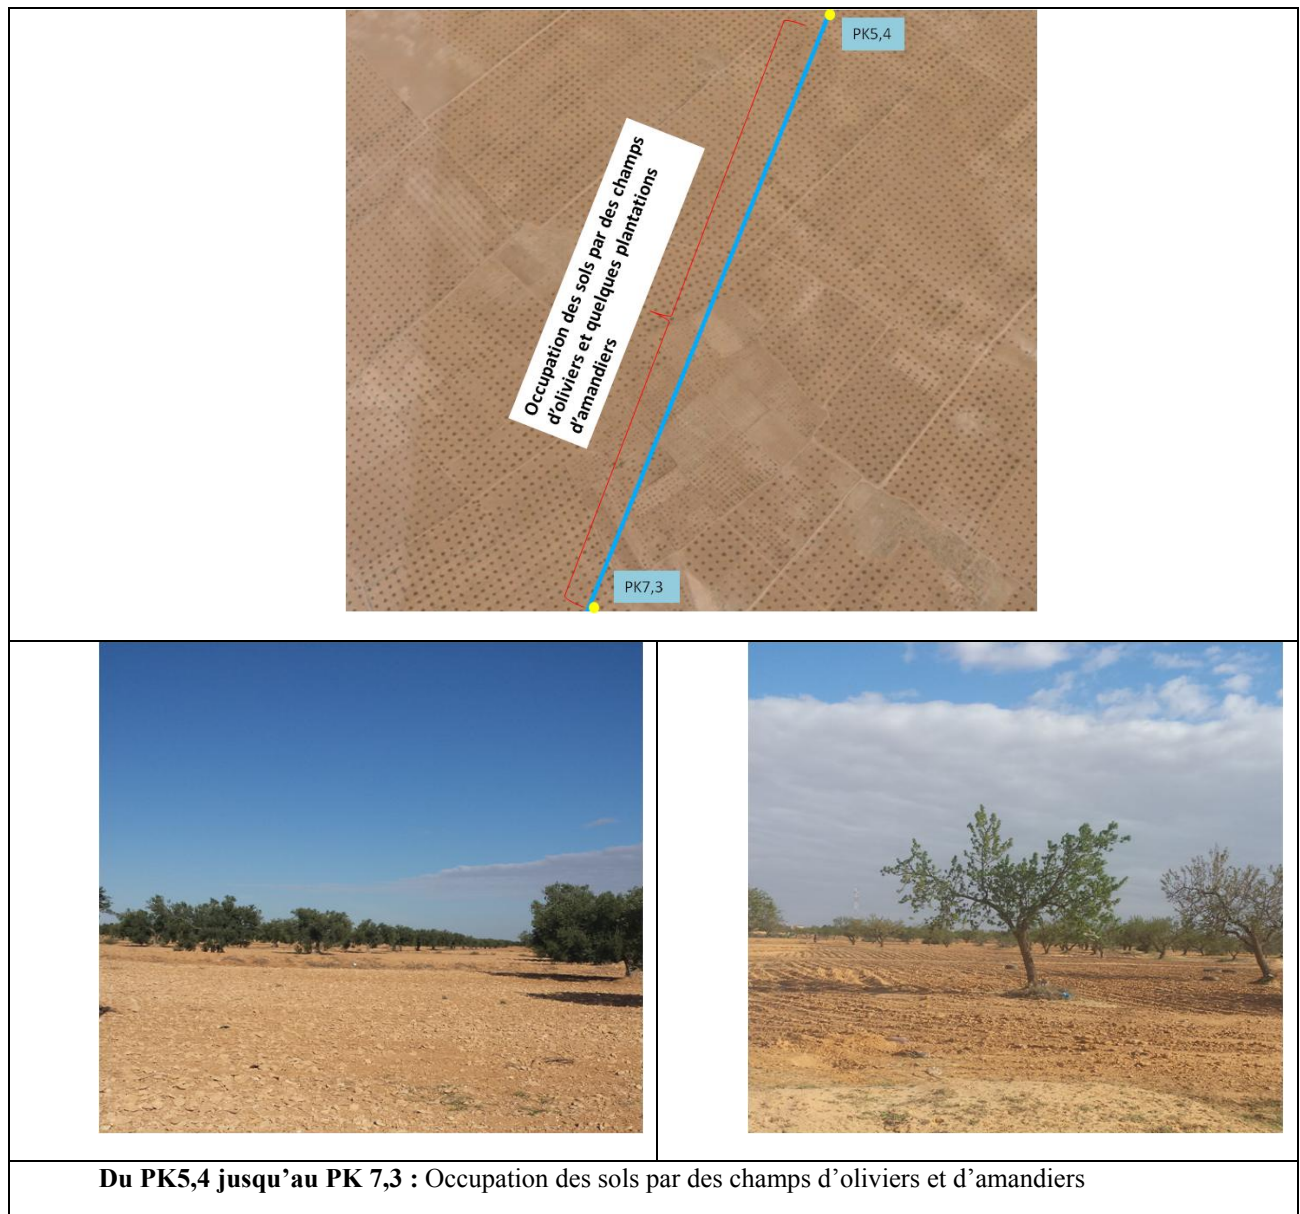 PK5,4
Occupation des sols par des champs
d'oliviers et quelques plantations
d'amandiers
PK7,3
Du PK5,4 jusqu’au PK 7,3 : Occupation des sols par des champs d’oliviers et d’amandiers